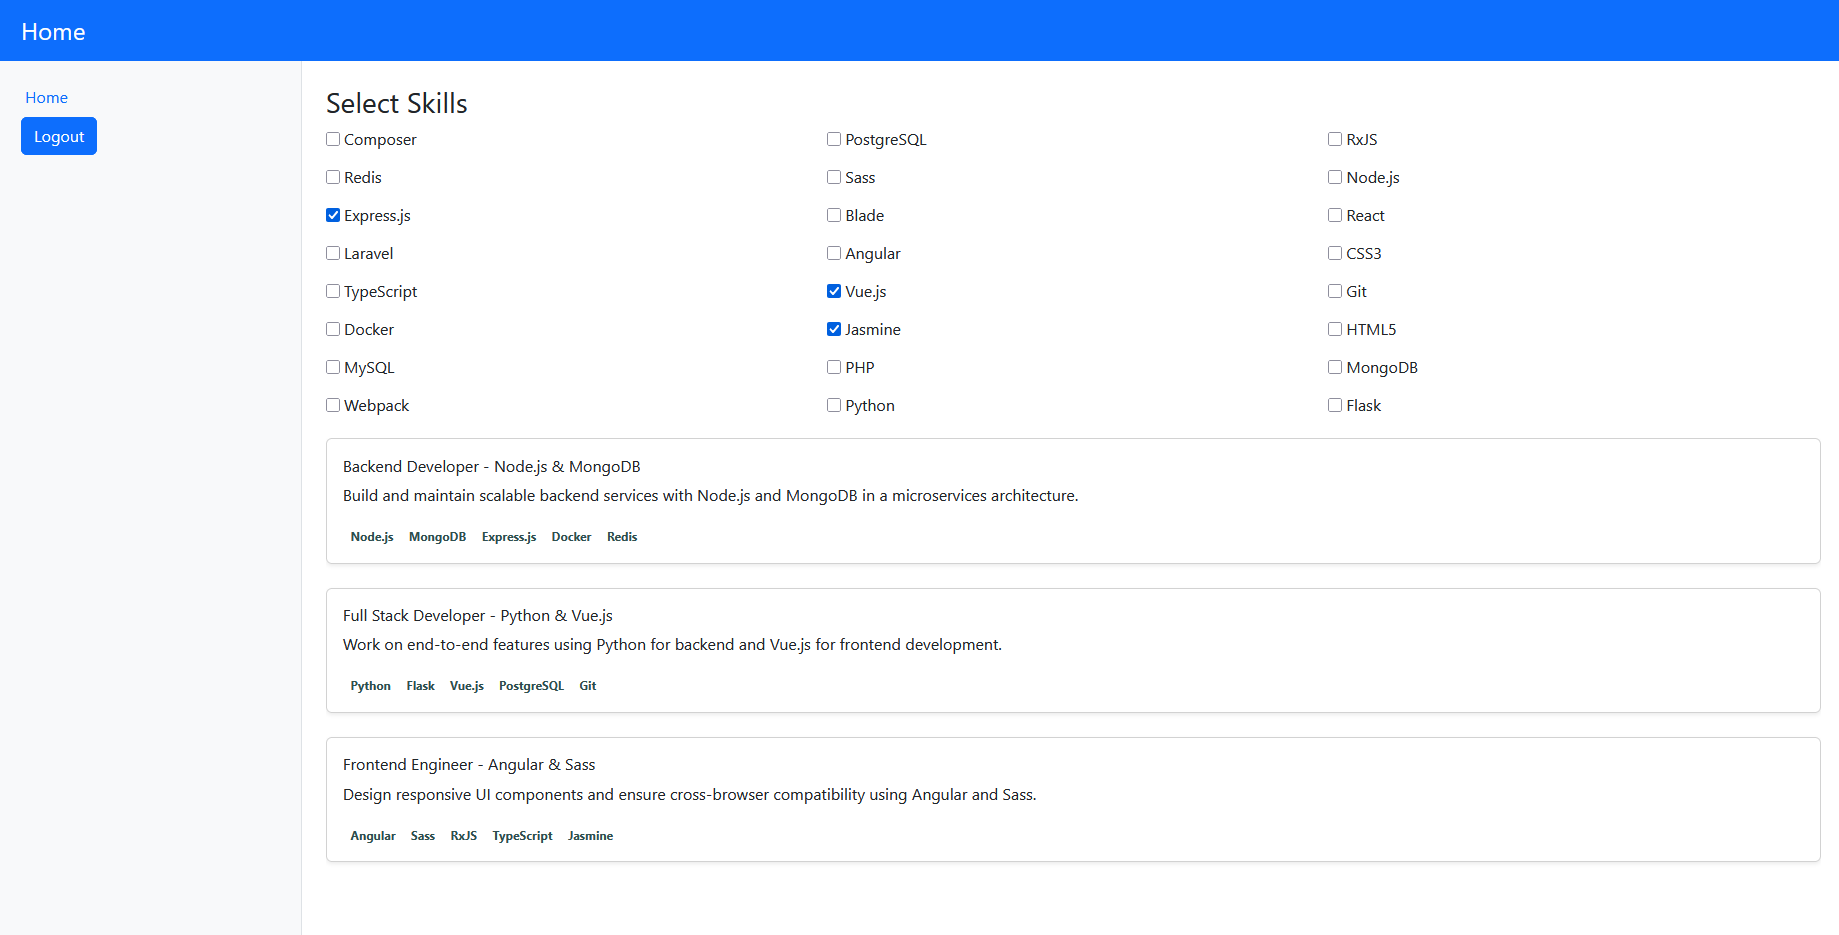 Home
Home
Logout
Select Skills
Composer PostgreSQL RxJS
Redis Sass Node.js
Express.js Blade React
Laravel Angular CSS3
TypeScript Vue.js Git
Docker Jasmine HTML5
MySQL PHP MongoDB
Webpack Python Flask
Backend Developer - Node.js & MongoDB
Build and maintain scalable backend services with Node.js and MongoDB in a microservices architecture.
Node.js MongoDB Express.js Docker Redis
Full Stack Developer - Python & Vue.js
Work on end-to-end features using Python for backend and Vue.js for frontend development.
Python Flask Vue.js PostgreSQL Git
Frontend Engineer - Angular & Sass
Design responsive UI components and ensure cross-browser compatibility using Angular and Sass.
Angular Sass RxJS TypeScript Jasmine